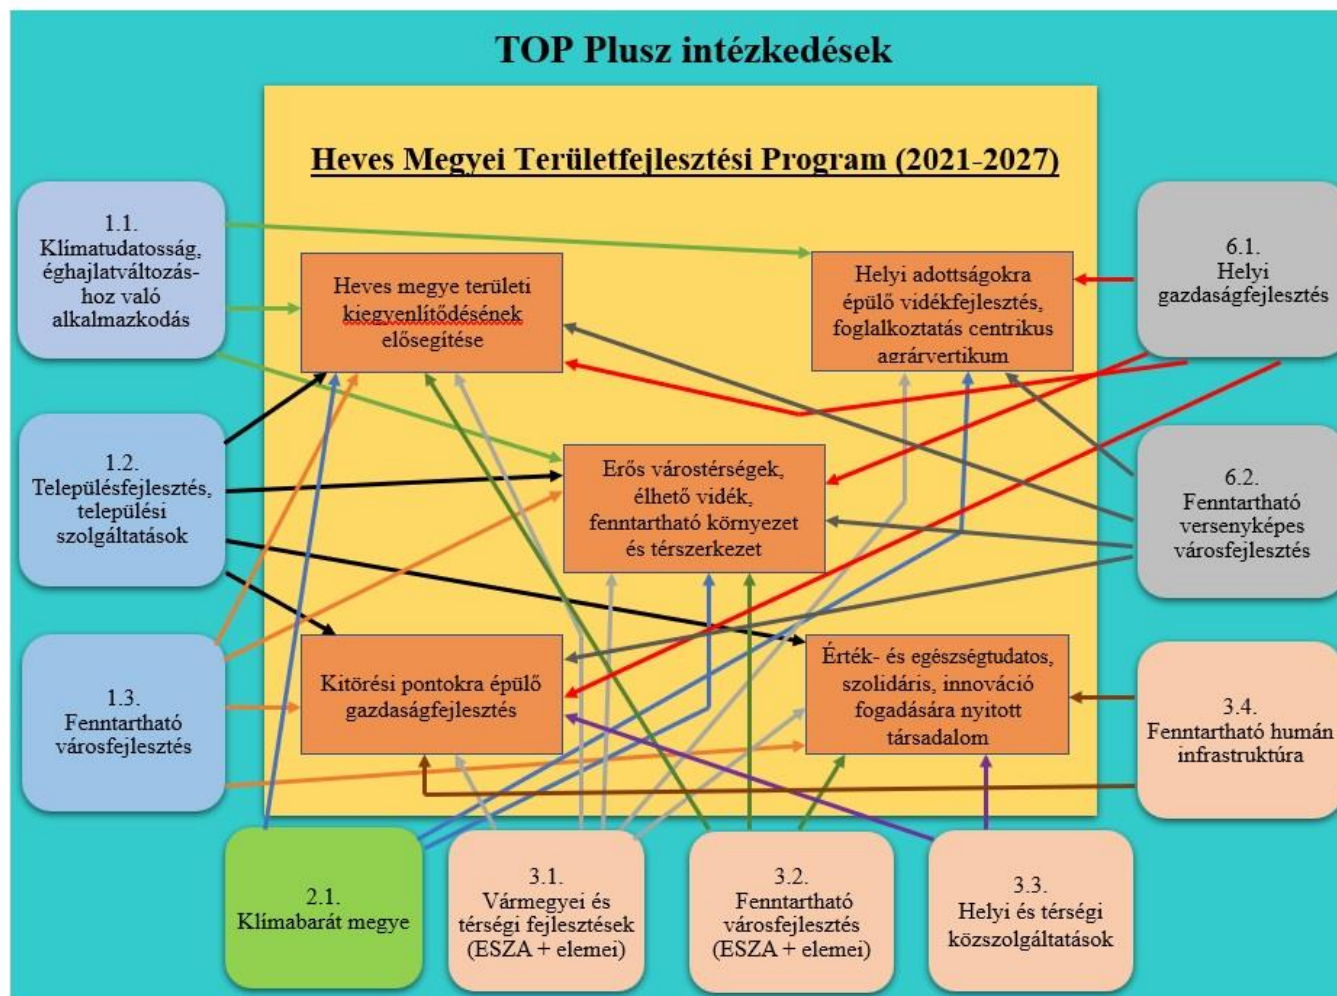 TOP Plusz intézkedések
Heves Megyei Területfejlesztési Program (2021-2027)
1.1.
Klímatudatosság,
éghajlatváltozás-
hoz való
alkalmazkodás
1.2.
Településfejlesztés,
települési
szolgáltatások
1.3.
Fenntartható
városfejlesztés
Heves megye területi
kiegyenlítődésének
elősegítése
Helyi adottságokra
épülő vidékfejlesztés,
foglalkoztatás centrikus
agrárvertikum
Erős várostérségek,
élhető vidék,
fenntartható környezet
és térszerkezet
Kitörési pontokra épülő
gazdaságfejlesztés
Érték- és egészségtudatos,
szolidáris, innováció
fogadására nyitott
társadalom
6.1.
Helyi
gazdaságfejlesztés
6.2.
Fenntartható
versenyképes
városfejlesztés
3.4.
Fenntartható humán
infrastruktúra
2.1.
Klímabarát megye
3.1.
Vármegyei és
térségi fejlesztések
(ESZA + elemei)
3.2.
Fenntartható
városfejlesztés
(ESZA + elemei)
3.3.
Helyi és térségi
közszolgáltatások